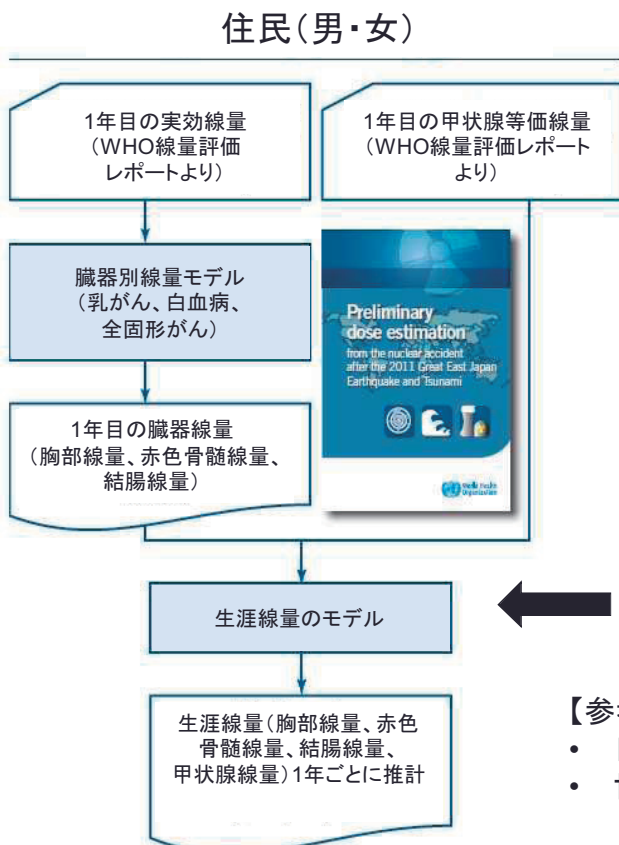 住民(男・女)
1年目の実効線量
(WHO線量評価
レポートより)
1年目の甲状腺等価線量
(WHO線量評価レポート
より)
臓器別線量モデル
(乳がん、白血病、
全固形がん)
Preliminary
dose estimation
from the nuclear accident
after the 2011 Great East Japan
Earthquake and Tsunami
World Health
Organization
1年目の臓器線量
(胸部線量、赤色骨髄線量、
結腸線量)
生涯線量のモデル
生涯線量(胸部線量、赤色
骨髄線量、結腸線量、
甲状腺線量)1年ごとに推計
【参
•
•